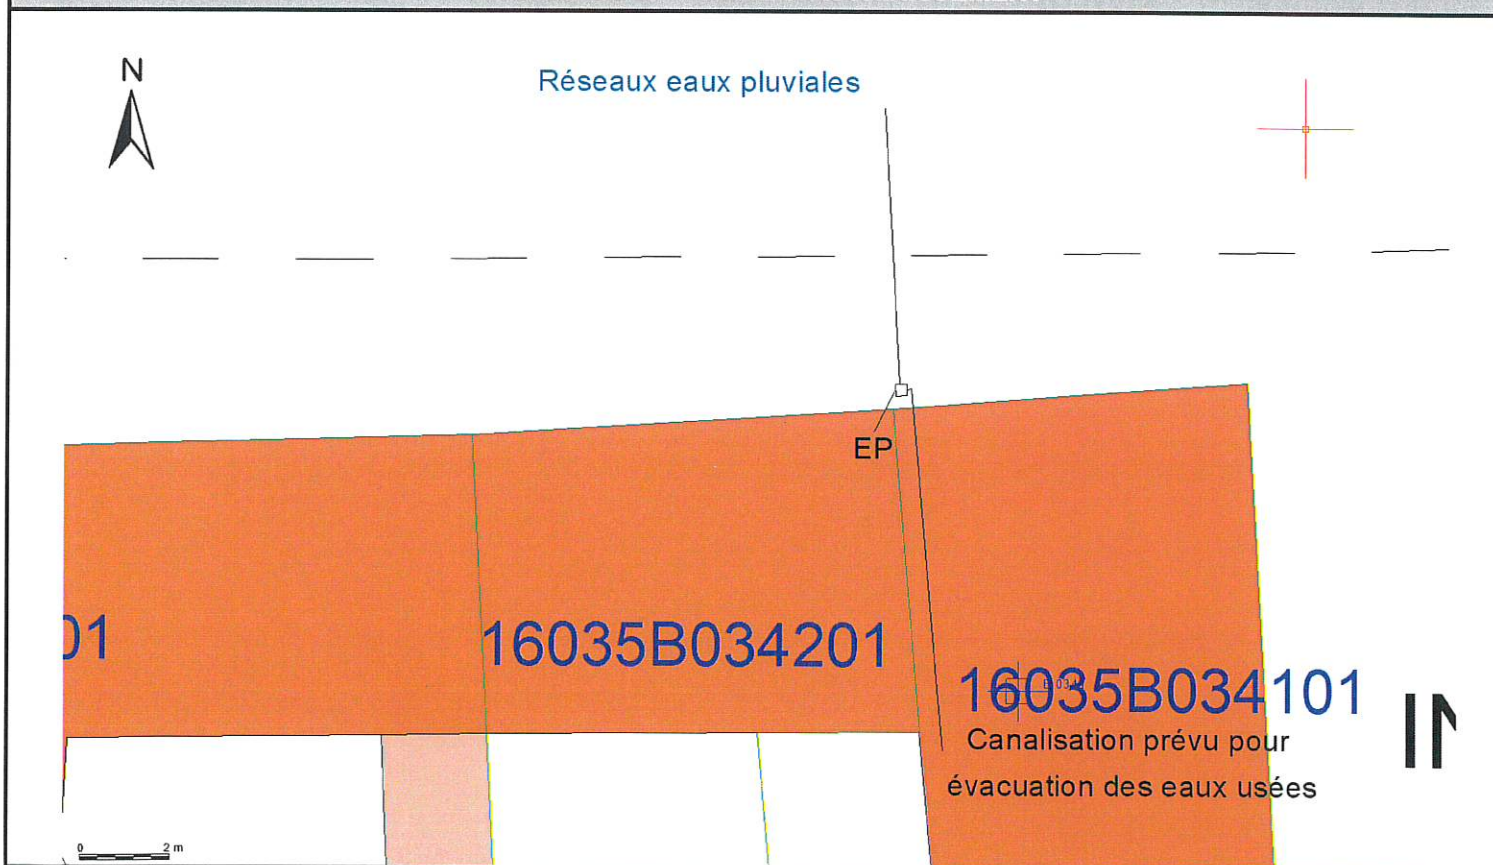 N
Réseaux eaux pluviales
EP
01
16035B034201
16035B034101
Canalisation prévu pour
évacuation des eaux usées
0 2 m